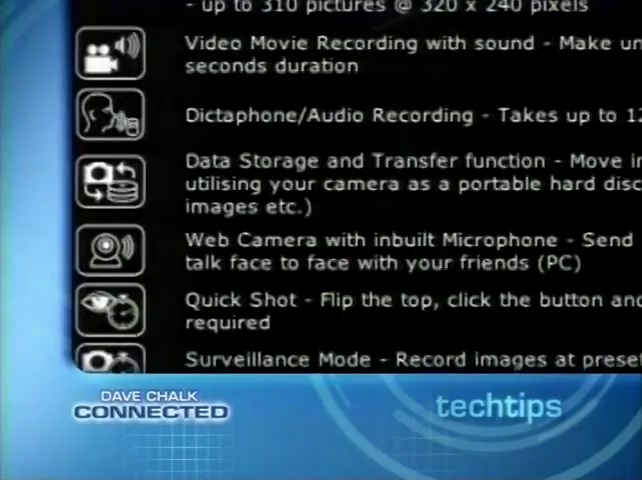 - up to 310 pictures @ 320 x 240 pixels
Video Movie Recording with sound - Make un
seconds duration
Dictaphone/Audio Recording - Takes up to 12
Data Storage and Transfer function - Move im
utilising your camera as a portable hard disc
images etc.)
Web Camera with inbuilt Microphone - Send
talk face to face with your friends (PC)
Quick Shot - Flip the top, click the button and
required
Surveillance Mode - Record images at preset
DAVE CHALK
CONNECTED
techtips